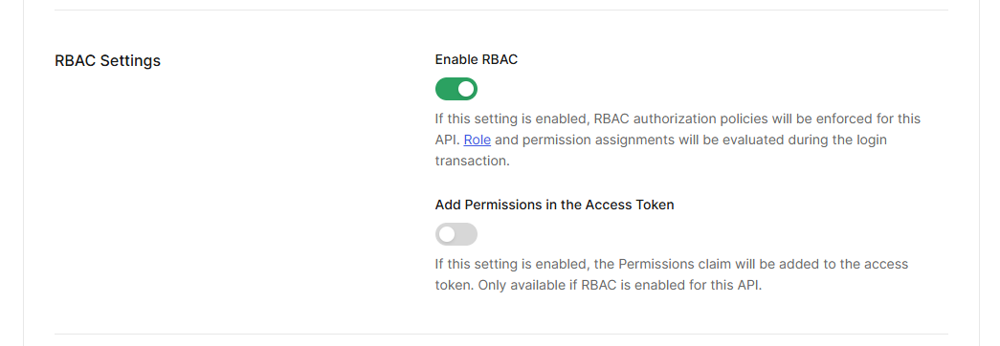 RBAC Settings
Enable RBAC
If this setting is enabled, RBAC authorization policies will be enforced for this
API. Role and permission assignments will be evaluated during the login
transaction.
Add Permissions in the Access Token
If this setting is enabled, the Permissions claim will be added to the access
token. Only available if RBAC is enabled for this API.